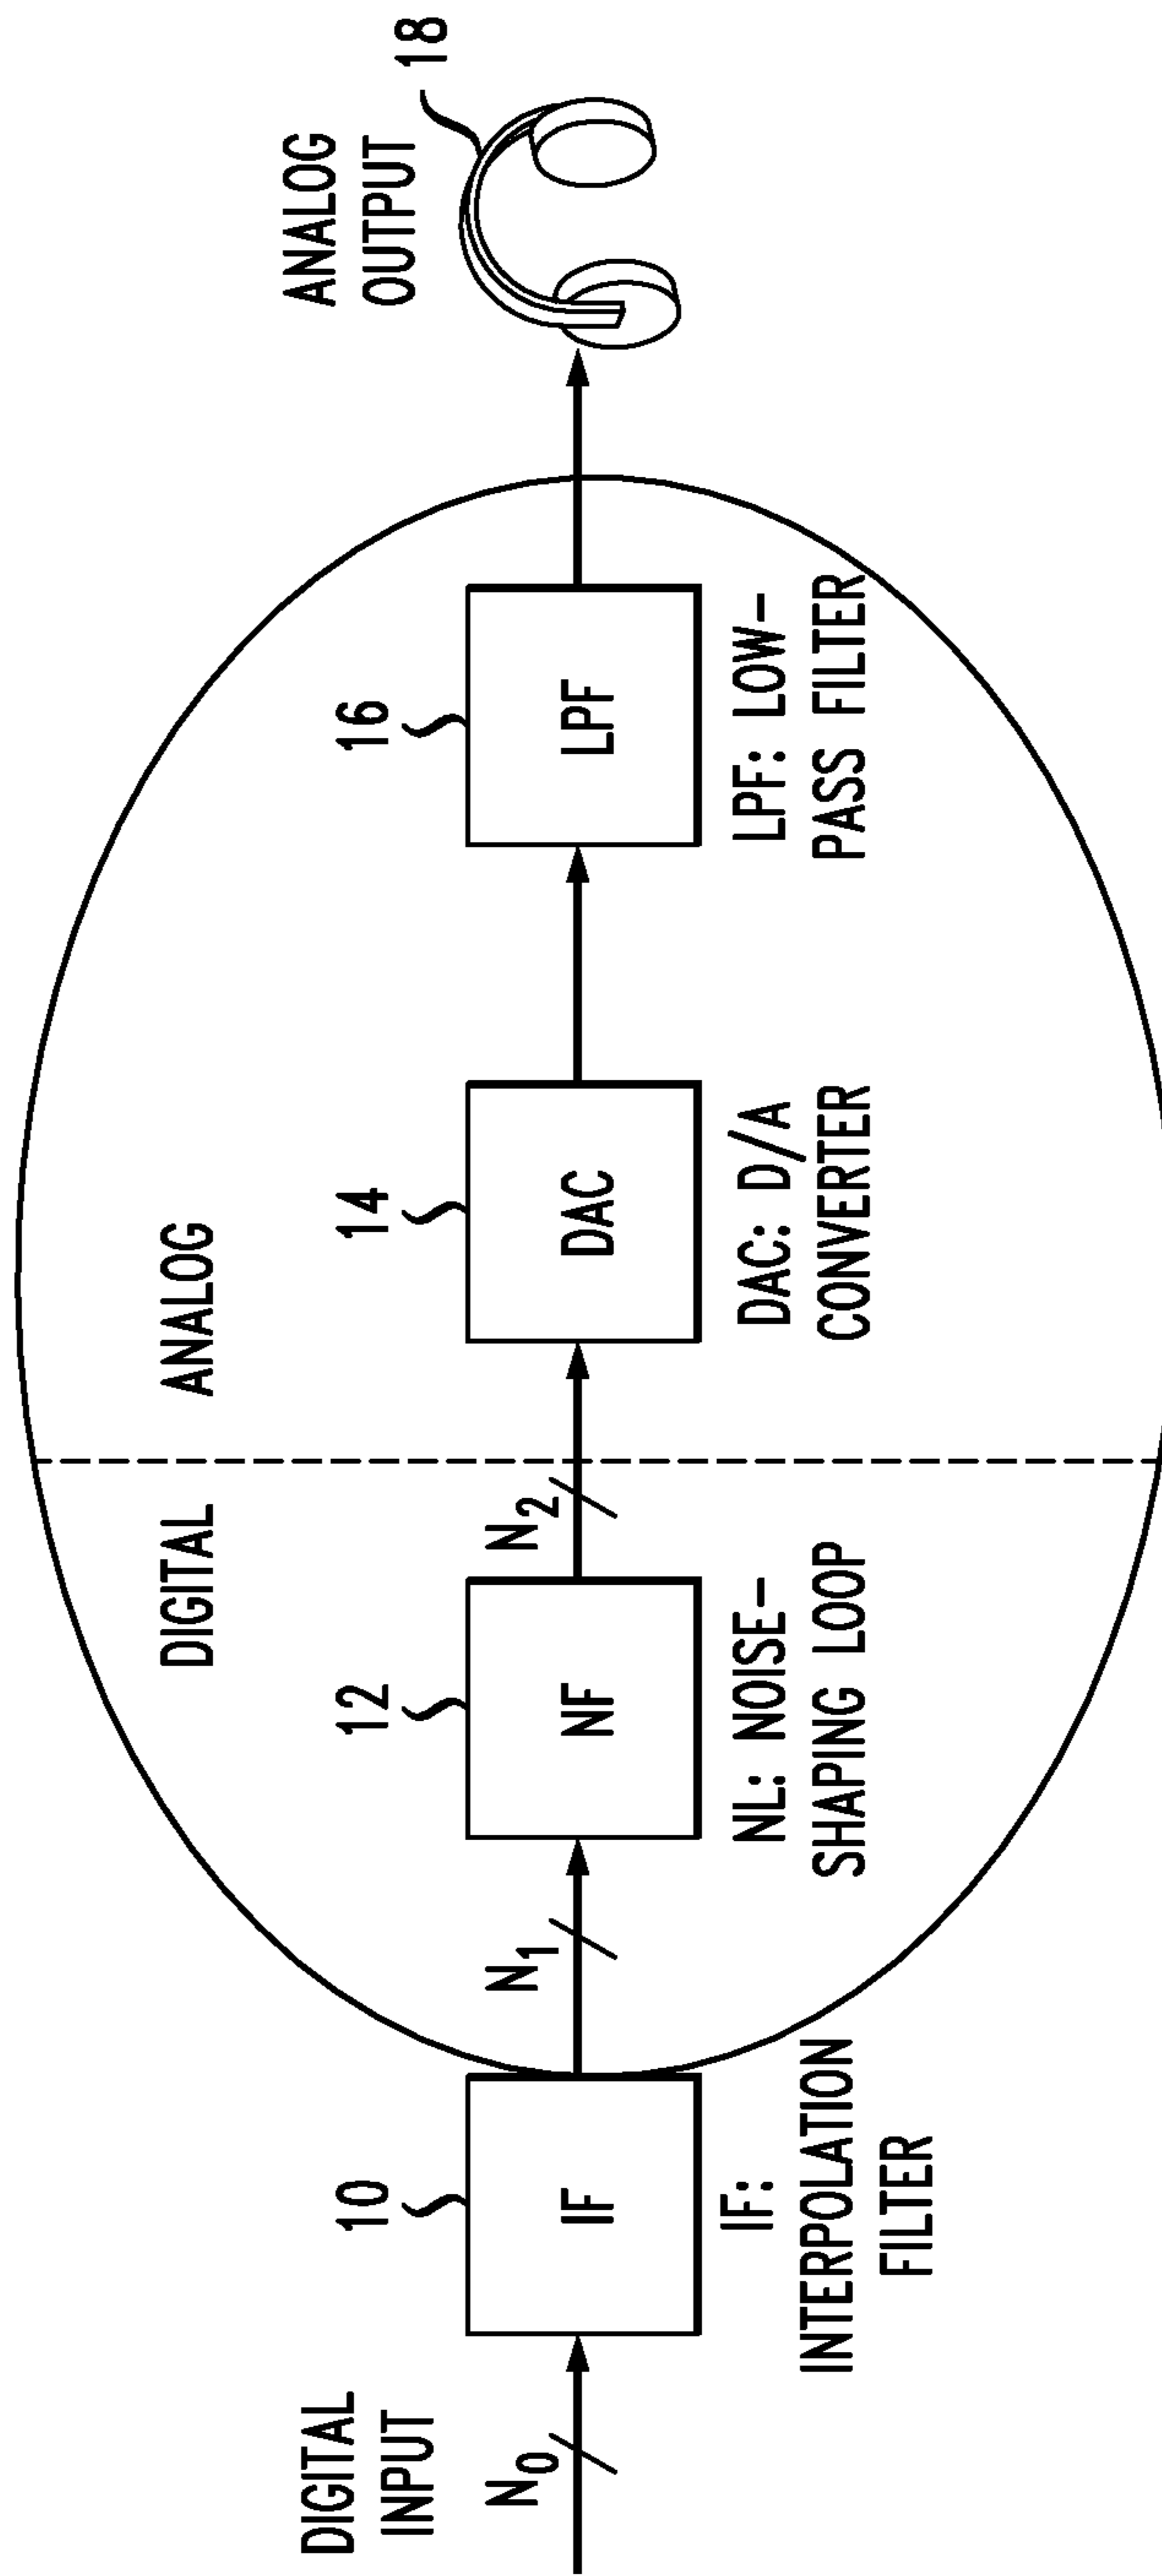 DIGITAL
INPUT
N0
10
IF
IF:
INTERPOLATION
FILTER
N1
12
NF
NL: NOISE-
SHAPING LOOP
DIGITAL
N2
ANALOG
14
DAC
DAC: D/A
CONVERTER
16
LPF
LPF: LOW-
PASS FILTER
ANALOG
OUTPUT
18